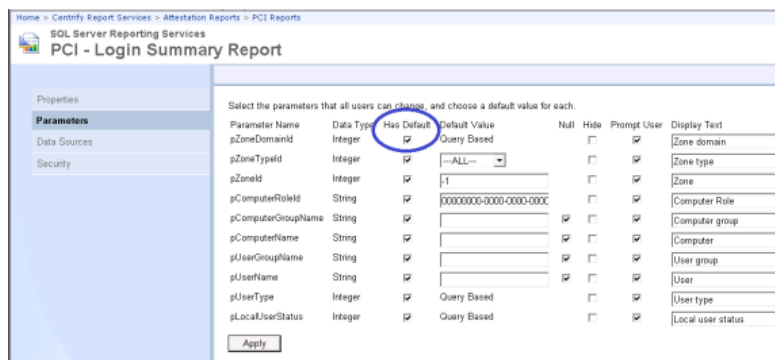 Home > Centrify Report Services > Attestation Reports > PCI Reports
SQL Server Reporting Services
PCI - Login Summary Report
Properties
Parameters
Data Sources
Security
Select the parameters that all users can change, and choose a default value for each.
Parameter Name Data Type Has Default Default Value Null Hide Prompt User Display Text
pZoneDomainId Integer Query Based Zone domain
pZoneTypeId Integer ---ALL--- Zone type
pZoneId Integer -1 Zone
pComputerRoleId String 00000000-0000-0000-0000 Computer Role
pComputerGroupName String Computer group
pComputerName String Computer
pUserGroupName String User group
pUserName String User
pUserType Integer Query Based User type
pLocalUserStatus Integer Query Based Local user status
Apply